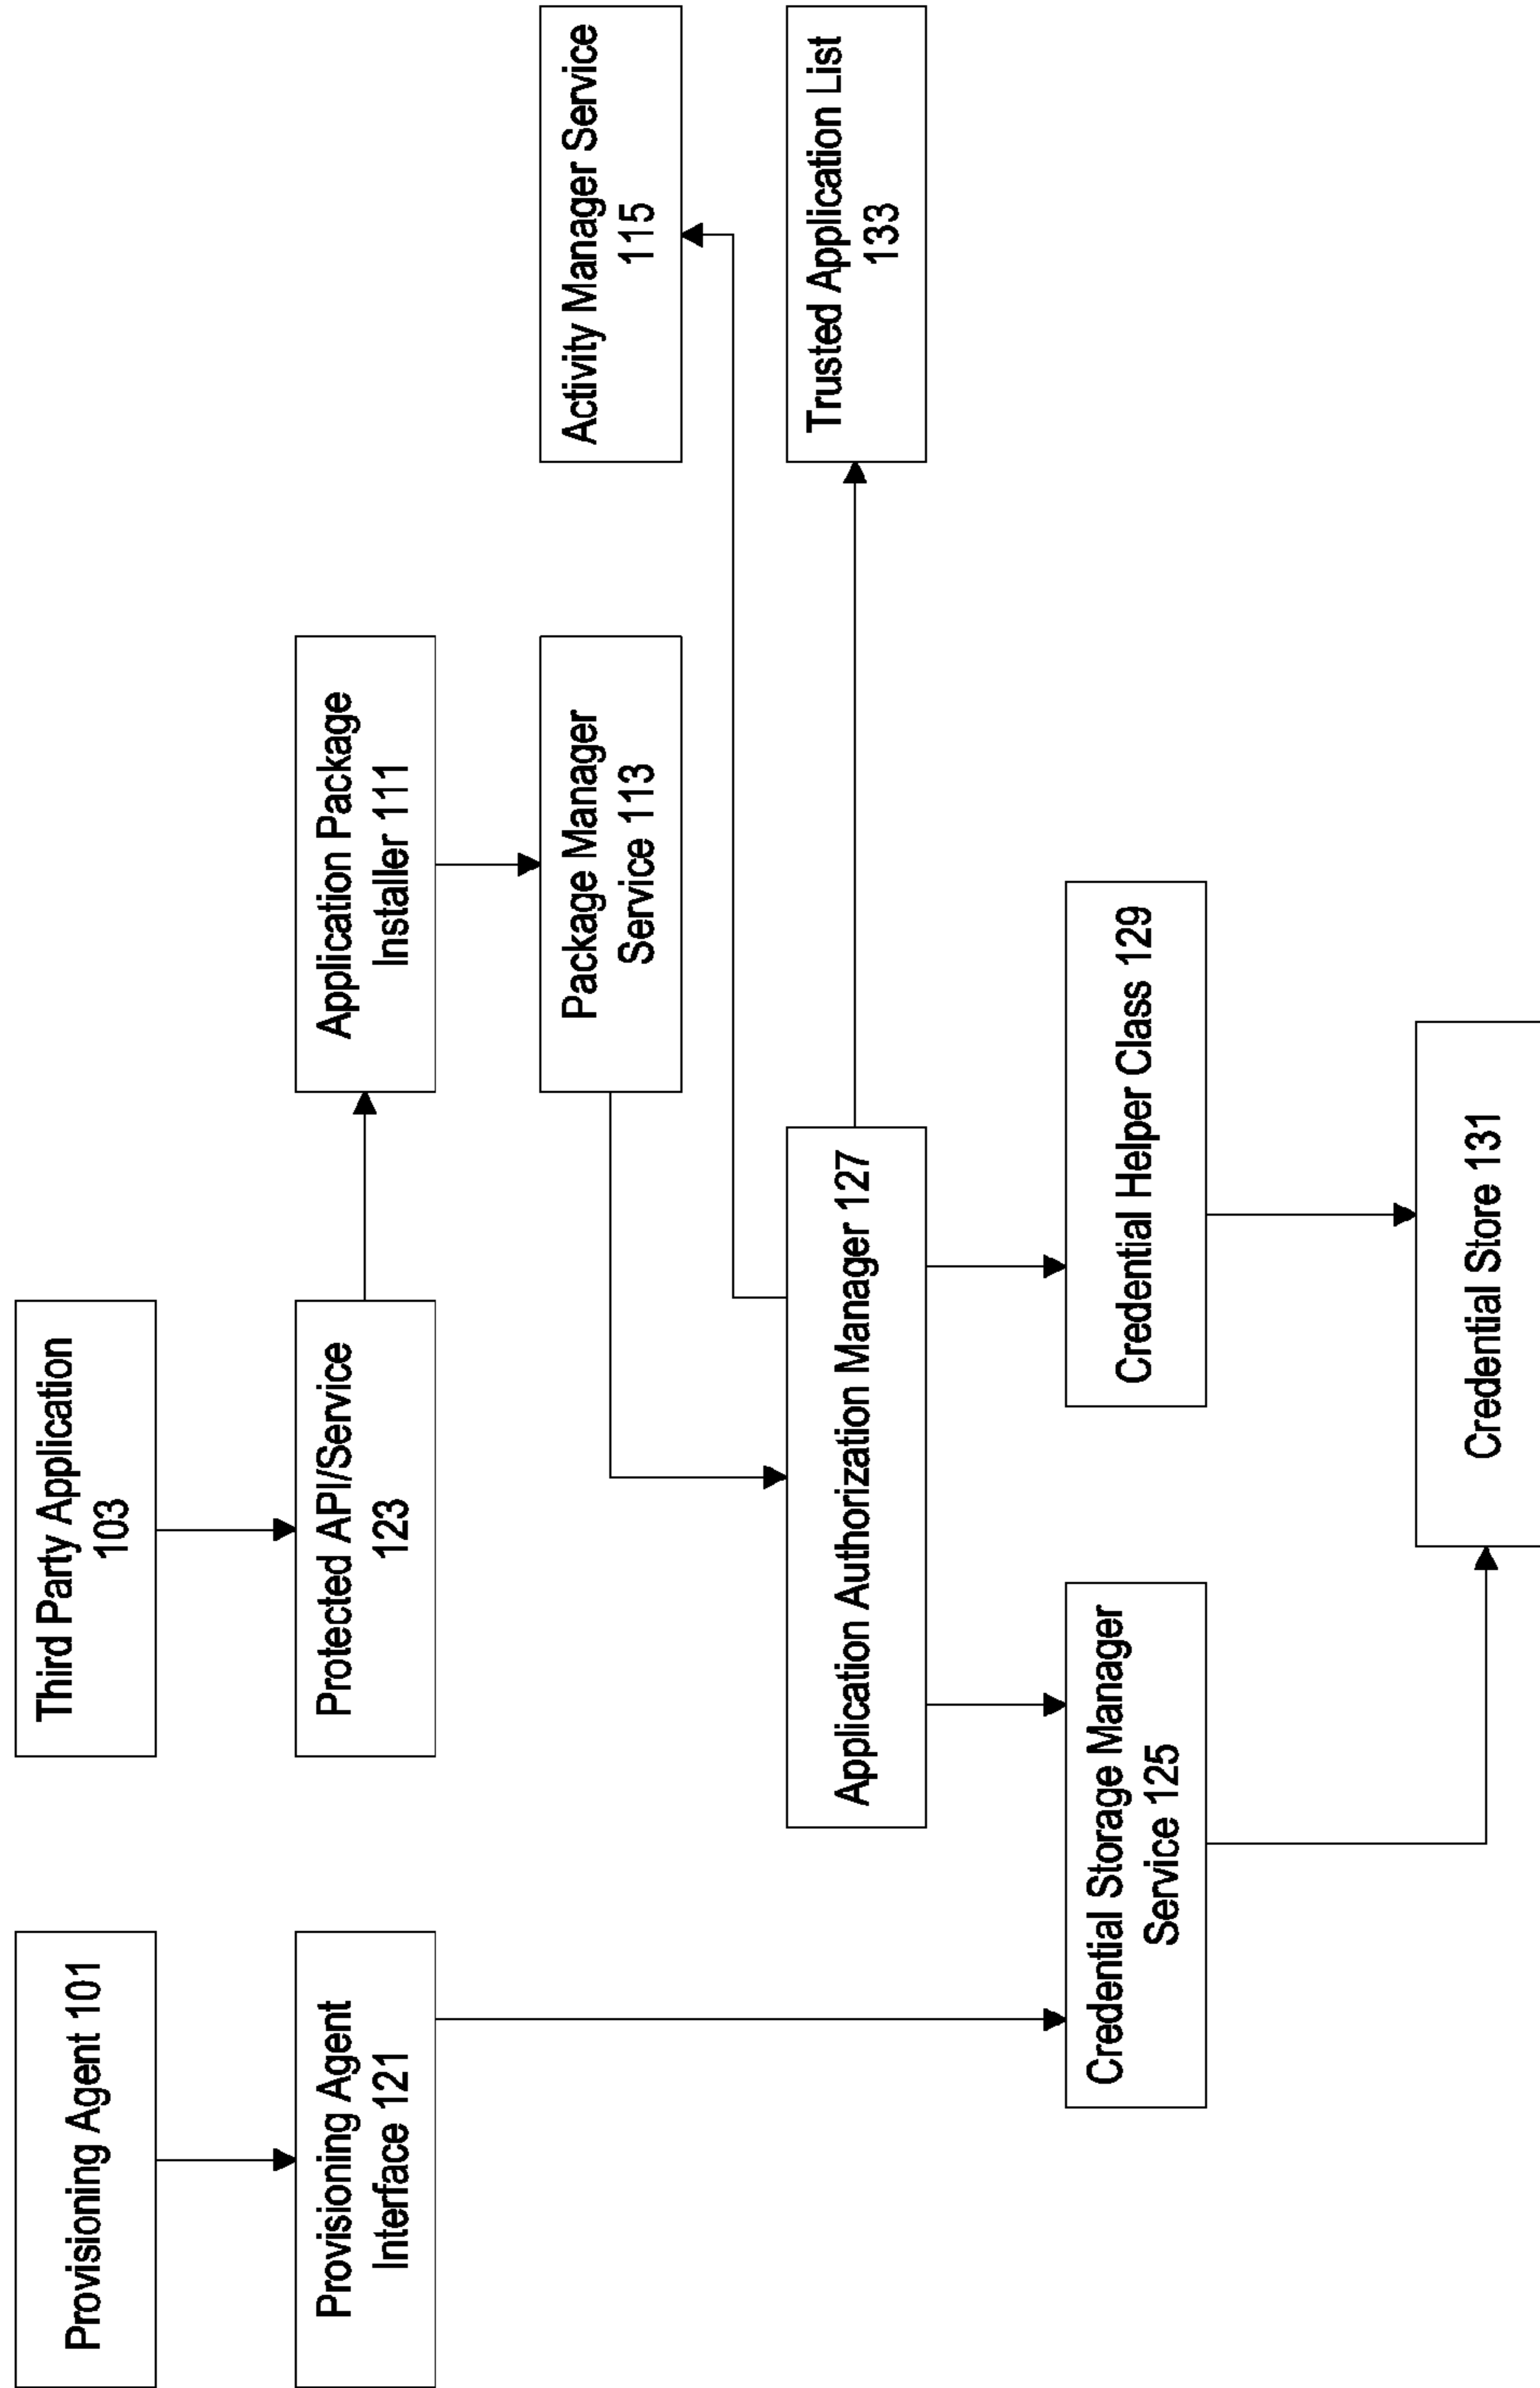 Provisioning Agent 101
Third Party Application
103
Provisioning Agent
Interface 121
Protected API/Service
123
Application Package
Installer 111
Package Manager
Service 113
Activity Manager Service
115
Application Authorization Manager 127
Trusted Application List
133
Credential Storage Manager
Service 125
Credential Helper Class 129
Credential Store 131